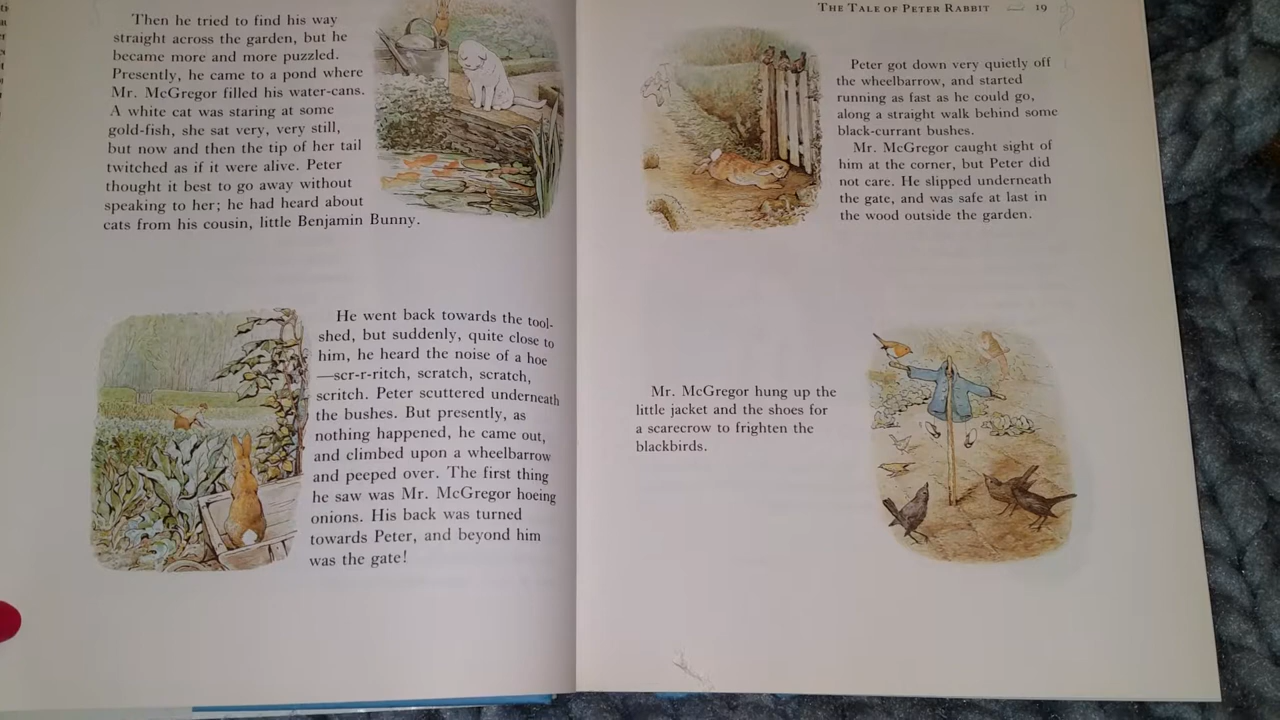 Then he tried to find his way
straight across the garden, but he
became more and more puzzled.
Presently, he came to a pond where
Mr. McGregor filled his water-cans.
A white cat was staring at some
gold-fish, she sat very, very still,
but now and then the tip of her tail
twitched as if it were alive. Peter
thought it best to go away without
speaking to her; he had heard about
cats from his cousin, little Benjamin Bunny.
He went back towards the tool-
shed, but suddenly, quite close to
him, he heard the noise of a hoe
—scr-r-ritch, scratch, scratch,
scritch. Peter scuttered underneath
the bushes. But presently, as
nothing happened, he came out,
and climbed upon a wheelbarrow
and peeped over. The first thing
he saw was Mr. McGregor hoeing
onions. His back was turned
towards Peter, and beyond him
was the gate!
THE TALE OF PETER RABBIT 19
Peter got down very quietly off
the wheelbarrow, and started
running as fast as he could go,
along a straight walk behind some
black-currant bushes.
Mr. McGregor caught sight of
him at the corner, but Peter did
not care. He slipped underneath
the gate, and was safe at last in
the wood outside the garden.
Mr. McGregor hung up the
little jacket and the shoes for
a scarecrow to frighten the
blackbirds.